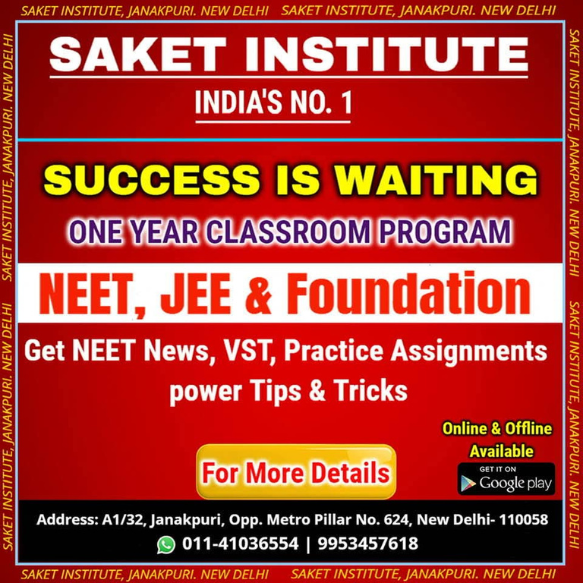 SAKET INSTITUTE, JANAKPURI. NEW DELHI SAKET INSTITUTE, JANAKPURI. NEW DELHI
SAKET INSTITUTE
INDIA'S NO. 1
SUCCESS IS WAITING
ONE YEAR CLASSROOM PROGRAM
NEET, JEE & Foundation
Get NEET News, VST, Practice Assignments
power Tips & Tricks
Online & Offline
Available
GET IT ON
Google play
For More Details
Address: A1/32, Janakpuri, Opp. Metro Pillar No. 624, New Delhi- 110058
011-41036554 | 9953457618
SAKET INSTITUTE, JANAKPURI. NEW DELHI SAKET INSTITUTE, JANAKPURI. NEW DELHI
SAKET INSTITUTE, JANAKPURI. NEW DELHI SAKET INSTITUTE, JANAKPURI. NEW DELHI
SAKET INSTITUTE, JANAKPURI. NEW DELHI SAKET INSTITUTE, JANAKPURI. NEW DELHI